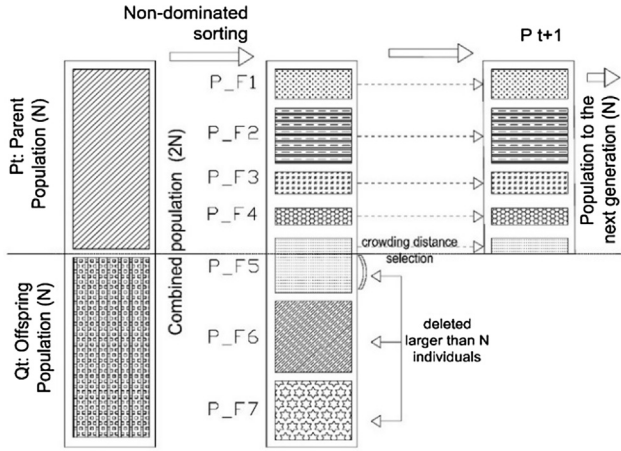 Non-dominated
sorting
P t+1
Pt: Parent
Population (N)
Combined population (2N)
P_F1
P_F2
P_F3
P_F4
crowding distance
selection
P_F5
P_F6
P_F7
Qt: Offspring
Population (N)
deleted
larger than N
individuals
Population to the
next generation (N)